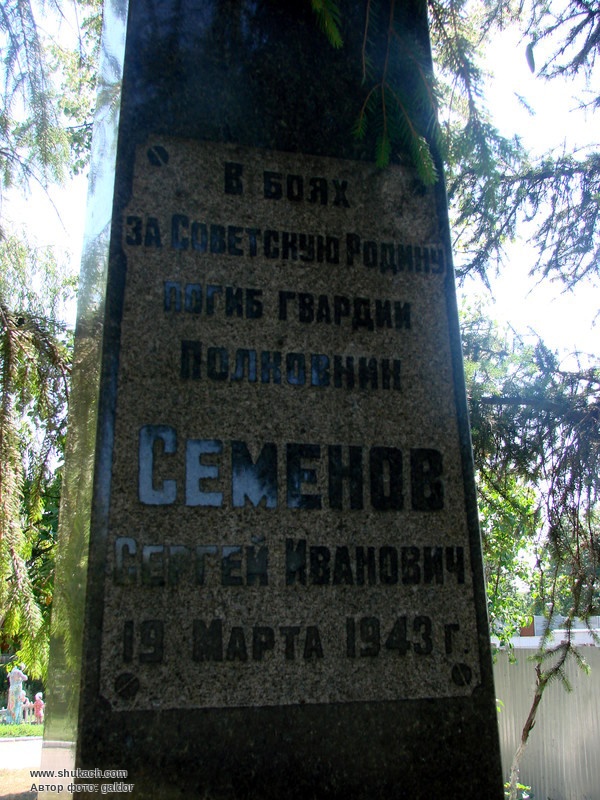 В БОЯХ
ЗА СОВЕТСКУЮ РОДИНУ
ПОГИБ ГВАРДИИ
ПОЛКОВНИК
СЕМЕНОВ
СЕРГЕЙ ИВАНОВИЧ
19 МАРТА 1943 Г.
www.shukach.com
Автор фото: galdor